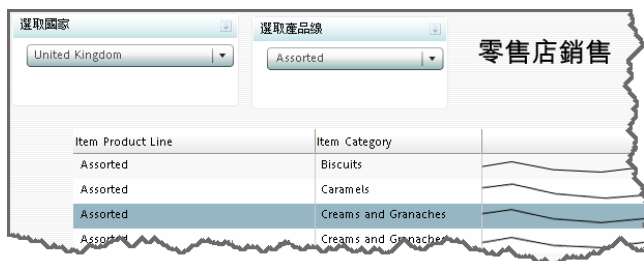 選取國家
United Kingdom
選取產品線
Assorted
零售店銷售
Item Product Line Item Category
Assorted Biscuits
Assorted Caramels
Assorted Creams and Granaches
Assorted Creams and Granaches